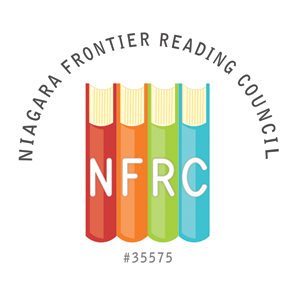 NIAGARA FRONTIER READING COUNCIL
NFRC
#35575